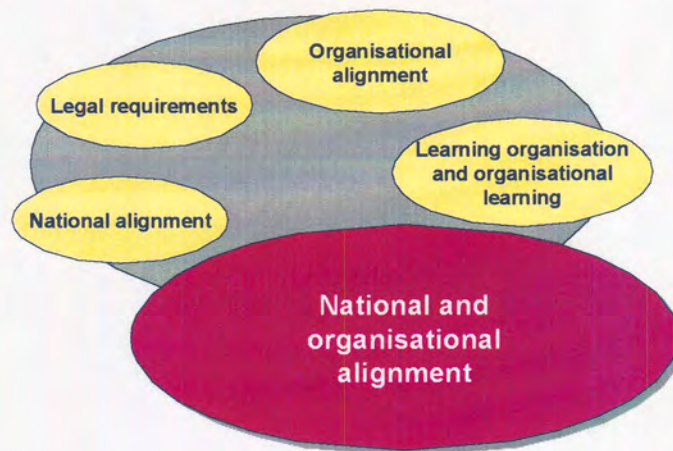 Organisational
alignment
Legal requirements
Learning organisation
and organisational
learning
National alignment
National and
organisational
alignment